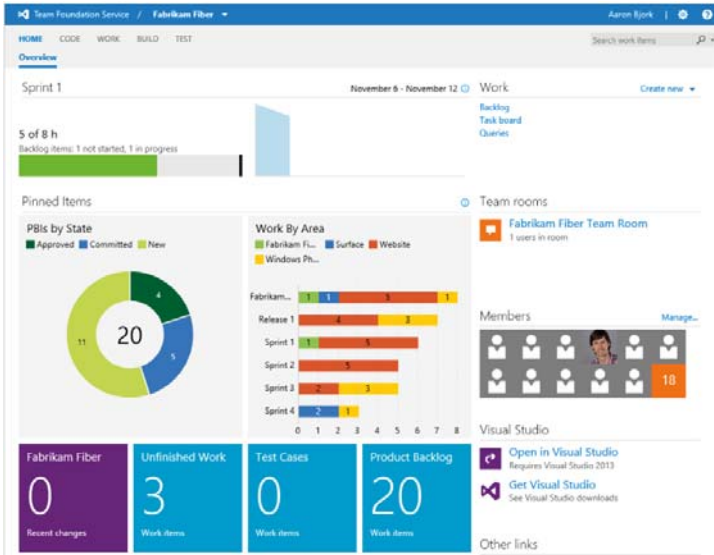 Team Foundation Service / Fabrikam Fiber
Aaron Bjork
HOME CODE WORK BUILD TEST
Search work items
Overview
Sprint 1
November 6 - November 12
5 of 8 h
Backlog items: 1 not started, 1 in progress
Work
Create new
Backlog
Task board
Queries
Pinned Items
PBIs by State
Approved Committed New
4
5
11
20
Work By Area
Fabrikam Fi... Surface Website
Windows Ph...
Fabrikam... 1 1 5 1
Release 1 4 3
Sprint 1 1 5
Sprint 2 5
Sprint 3 2 3
Sprint 4 2 1
0 1 2 3 4 5 6 7 8
Team rooms
Fabrikam Fiber Team Room
1 users in room
Members
Manage...
18
Fabrikam Fiber
0
Recent changes
Unfinished Work
3
Work items
Test Cases
0
Work items
Product Backlog
20
Work items
Visual Studio
Open in Visual Studio
Requires Visual Studio 2013
Get Visual Studio
See Visual Studio downloads
Other links